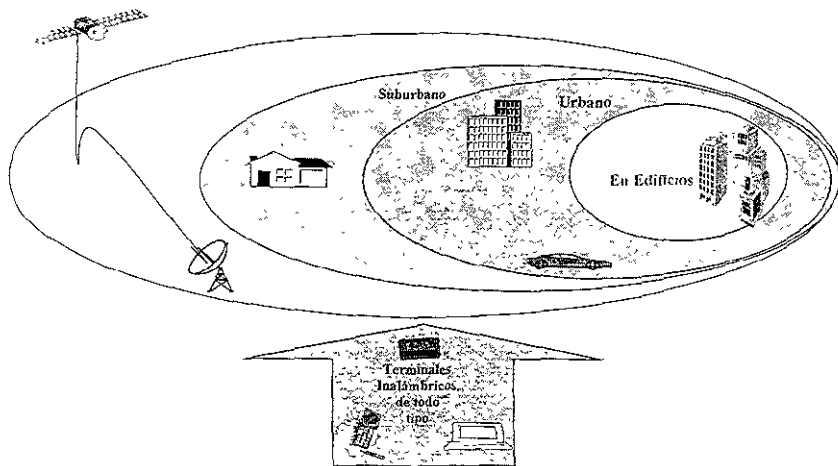 Suburbano
Urbano
En Edificios
Terminales
Inalámbricos
de todo
tipo